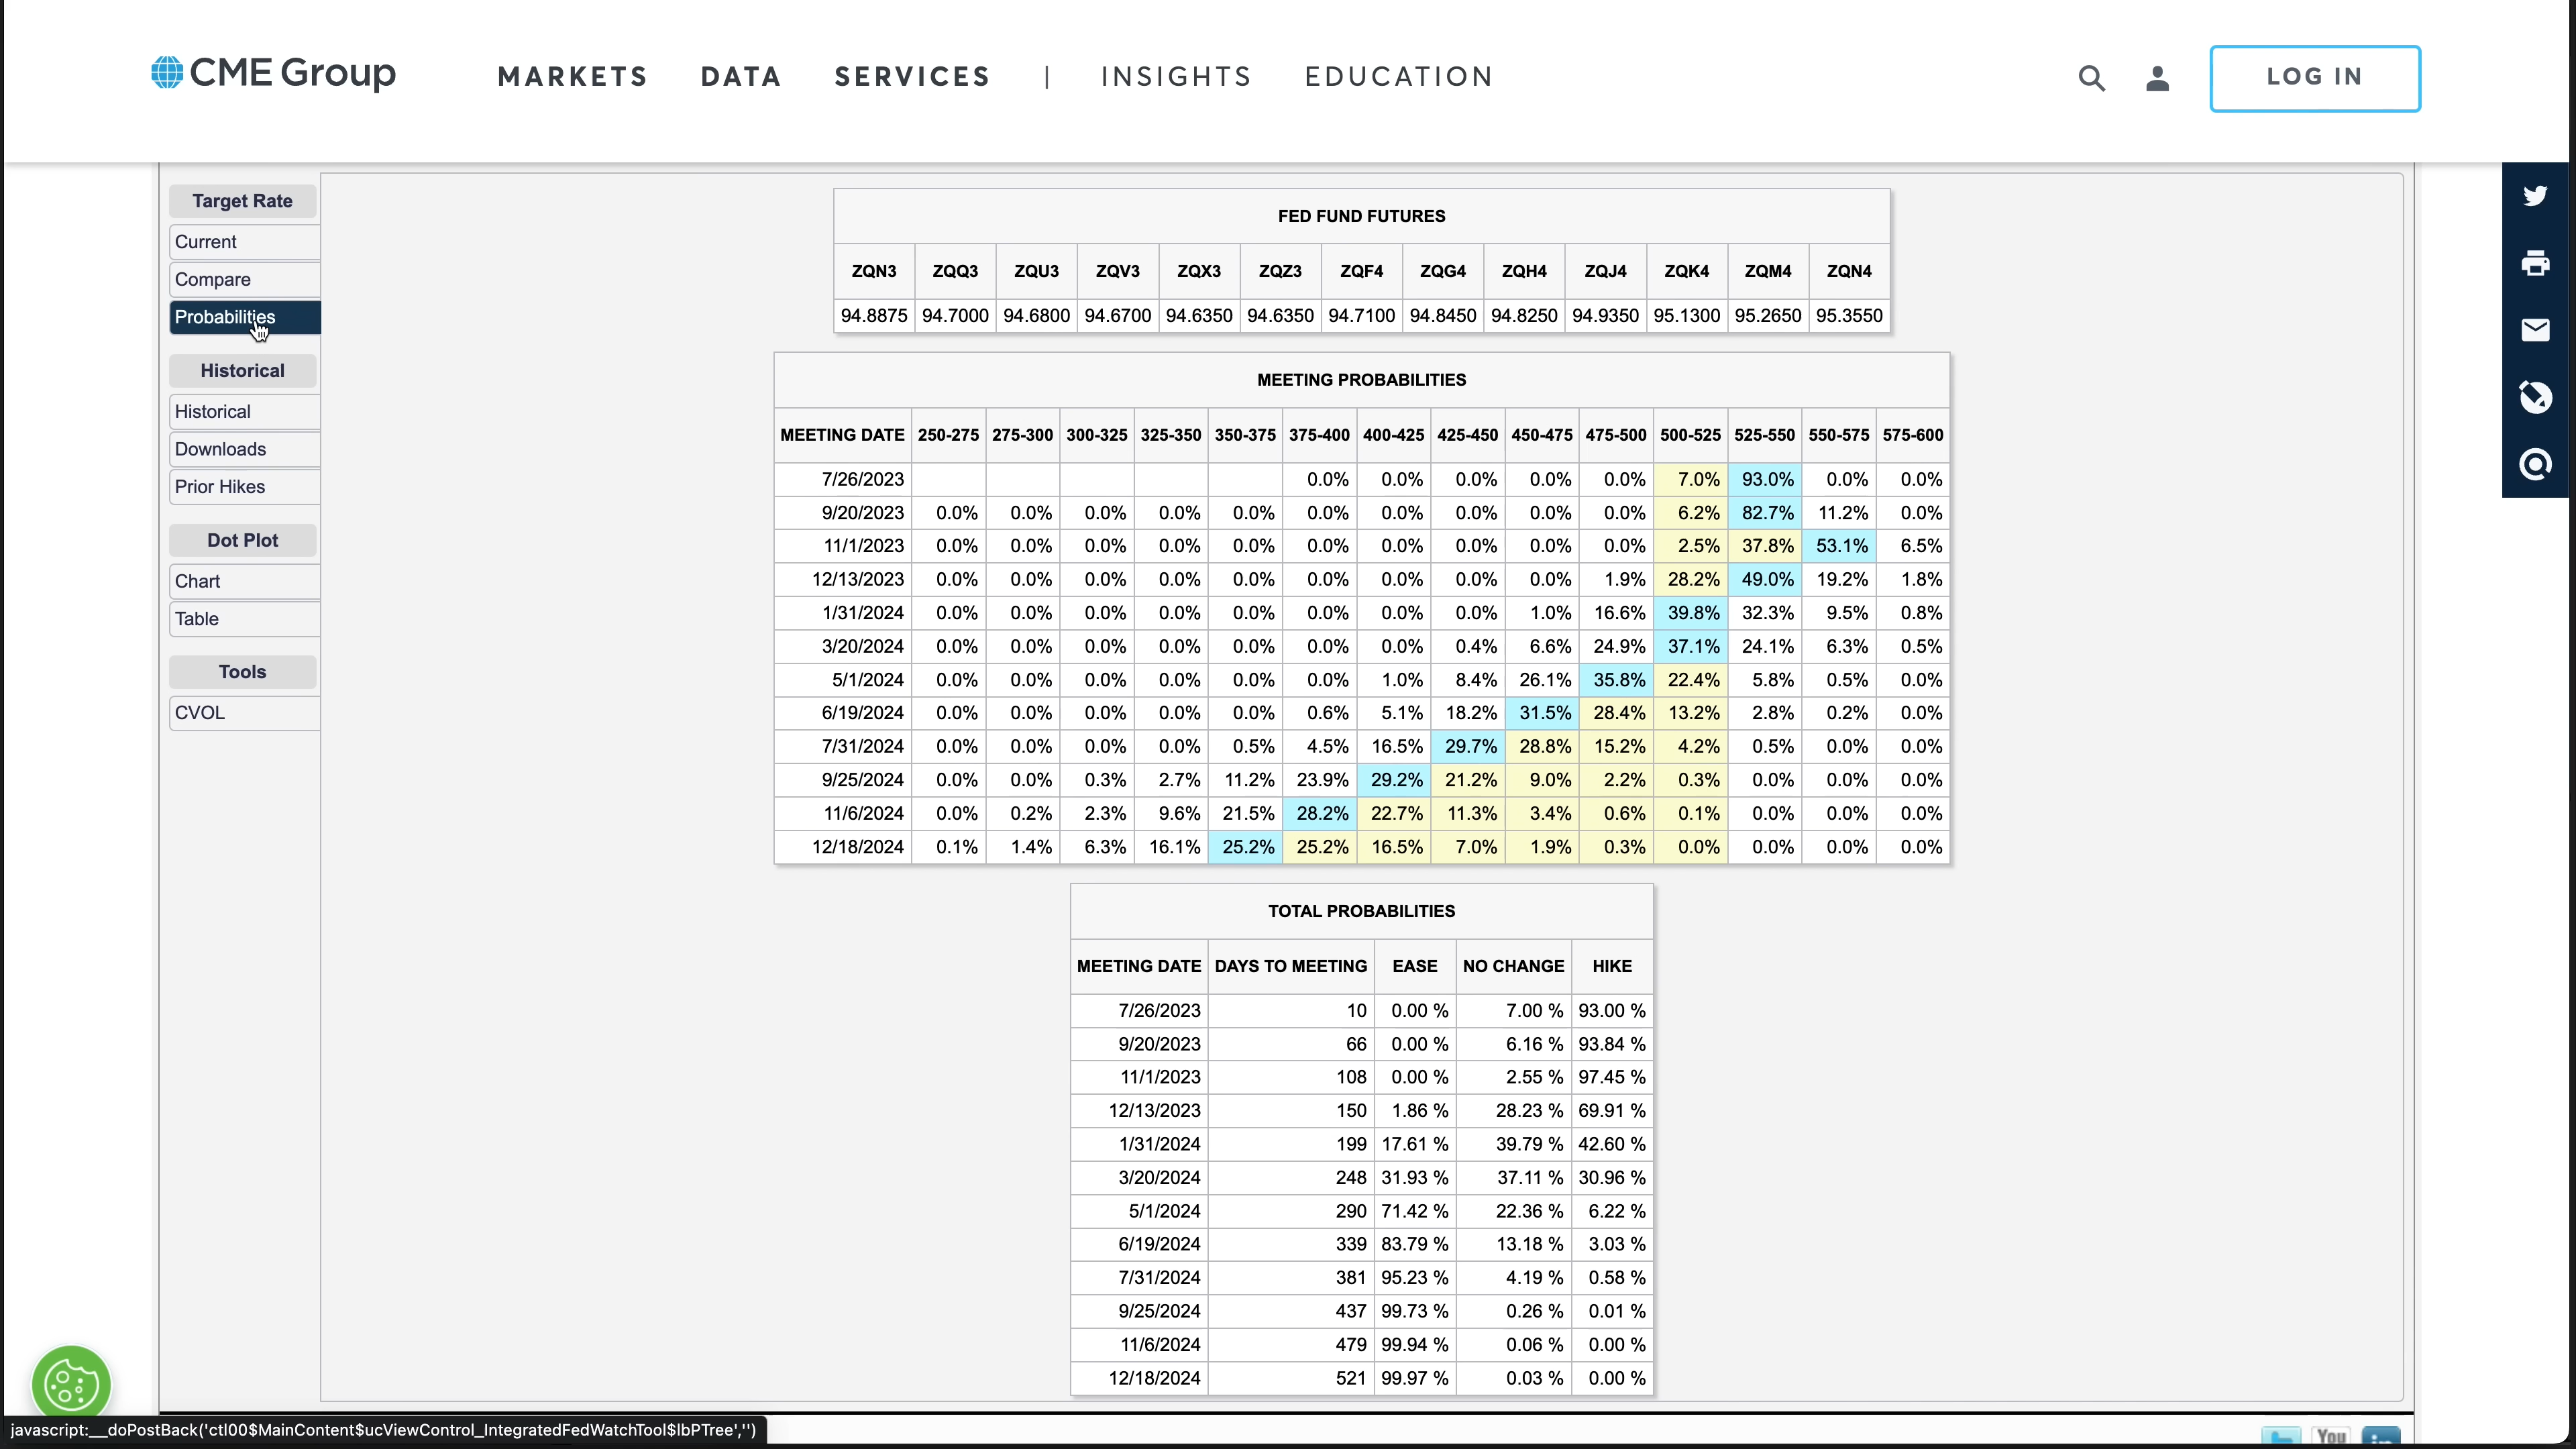 CME Group MARKETS DATA SERVICES | INSIGHTS EDUCATION LOG IN
Target Rate
Current
Compare
Probabilities
Historical
Historical
Downloads
Prior Hikes
Dot Plot
Chart
Table
Tools
CVOL
FED FUND FUTURES
ZQN3 ZQQ3 ZQU3 ZQV3 ZQX3 ZQZ3 ZQF4 ZQG4 ZQH4 ZQJ4 ZQK4 ZQM4 ZQN4
94.8875 94.7000 94.6800 94.6700 94.6350 94.6350 94.7100 94.8450 94.8250 94.9350 95.1300 95.2650 95.3550
MEETING PROBABILITIES
MEETING DATE 250-275 275-300 300-325 325-350 350-375 375-400 400-425 425-450 450-475 475-500 500-525 525-550 550-575 575-600
7/26/2023 0.0% 0.0% 0.0% 0.0% 0.0% 7.0% 93.0% 0.0% 0.0%
9/20/2023 0.0% 0.0% 0.0% 0.0% 0.0% 0.0% 0.0% 0.0% 0.0% 0.0% 6.2% 82.7% 11.2% 0.0%
11/1/2023 0.0% 0.0% 0.0% 0.0% 0.0% 0.0% 0.0% 0.0% 0.0% 0.0% 2.5% 37.8% 53.1% 6.5%
12/13/2023 0.0% 0.0% 0.0% 0.0% 0.0% 0.0% 0.0% 0.0% 0.0% 1.9% 28.2% 49.0% 19.2% 1.8%
1/31/2024 0.0% 0.0% 0.0% 0.0% 0.0% 0.0% 0.0% 0.0% 1.0% 16.6% 39.8% 32.3% 9.5% 0.8%
3/20/2024 0.0% 0.0% 0.0% 0.0% 0.0% 0.0% 0.0% 0.4% 6.6% 24.9% 37.1% 24.1% 6.3% 0.5%
5/1/2024 0.0% 0.0% 0.0% 0.0% 0.0% 0.0% 1.0% 8.4% 26.1% 35.8% 22.4% 5.8% 0.5% 0.0%
6/19/2024 0.0% 0.0% 0.0% 0.0% 0.0% 0.6% 5.1% 18.2% 31.5% 28.4% 13.2% 2.8% 0.2% 0.0%
7/31/2024 0.0% 0.0% 0.0% 0.0% 0.5% 4.5% 16.5% 29.7% 28.8% 15.2% 4.2% 0.5% 0.0% 0.0%
9/25/2024 0.0% 0.0% 0.3% 2.7% 11.2% 23.9% 29.2% 21.2% 9.0% 2.2% 0.3% 0.0% 0.0% 0.0%
11/6/2024 0.0% 0.2% 2.3% 9.6% 21.5% 28.2% 22.7% 11.3% 3.4% 0.6% 0.1% 0.0% 0.0% 0.0%
12/18/2024 0.1% 1.4% 6.3% 16.1% 25.2% 25.2% 16.5% 7.0% 1.9% 0.3% 0.0% 0.0% 0.0% 0.0%
TOTAL PROBABILITIES
MEETING DATE DAYS TO MEETING EASE NO CHANGE HIKE
7/26/2023 10 0.00 % 7.00 % 93.00 %
9/20/2023 66 0.00 % 6.16 % 93.84 %
11/1/2023 108 0.00 % 2.55 % 97.45 %
12/13/2023 150 1.86 % 28.23 % 69.91 %
1/31/2024 199 17.61 % 39.79 % 42.60 %
3/20/2024 248 31.93 % 37.11 % 30.96 %
5/1/2024 290 71.42 % 22.36 % 6.22 %
6/19/2024 339 83.79 % 13.18 % 3.03 %
7/31/2024 381 95.23 % 4.19 % 0.58 %
9/25/2024 437 99.73 % 0.26 % 0.01 %
11/6/2024 479 99.94 % 0.06 % 0.00 %
12/18/2024 521 99.97 % 0.03 % 0.00 %
javascript:__doPostBack('ctl00$MainContent$ucViewControl_IntegratedFedWatchTool$lbPTree','')
You